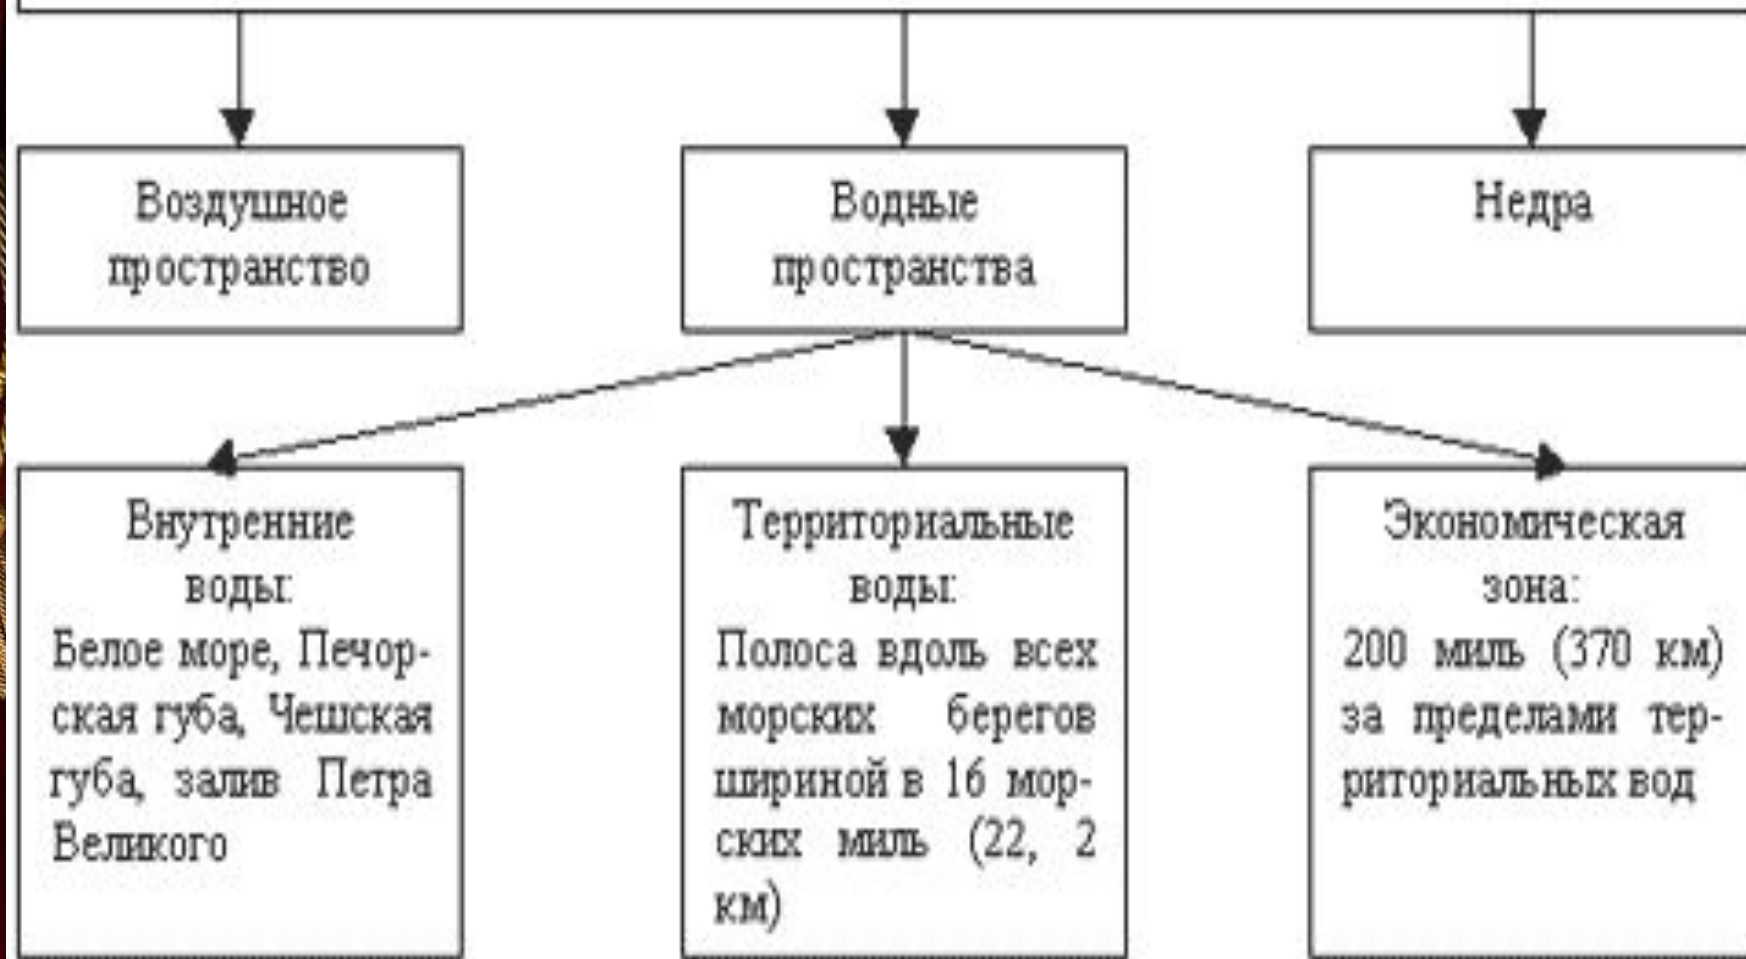 Воздушное
пространство
Водные
пространства
Недра
Внутренние
воды:
Белое море, Печор-
ская губа, Чешская
губа, залив Петра
Великого
Территориальные
воды:
Полоса вдоль всех
морских берегов
шириной в 16 мор-
ских миль (22, 2
км)
Экономическая
зона:
200 миль (370 км)
за пределами тер-
риториальных вод